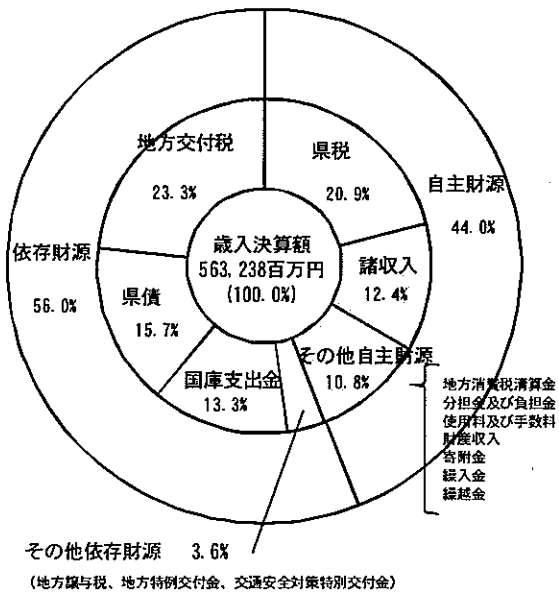 地方交付税
23.3%
県税
20.9%
自主財源
44.0%
歳入決算額
563,238百万円
(100.0%)
依存財源
56.0%
諸収入
12.4%
県債
15.7%
その他自主財源
10.8%
国庫支出金
13.3%
地方消費税清算金
分担金及び負担金
使用料及び手数料
財産収入
寄附金
繰入金
繰越金
その他依存財源 3.6%
(地方譲与税、地方特例交付金、交通安全対策特別交付金)